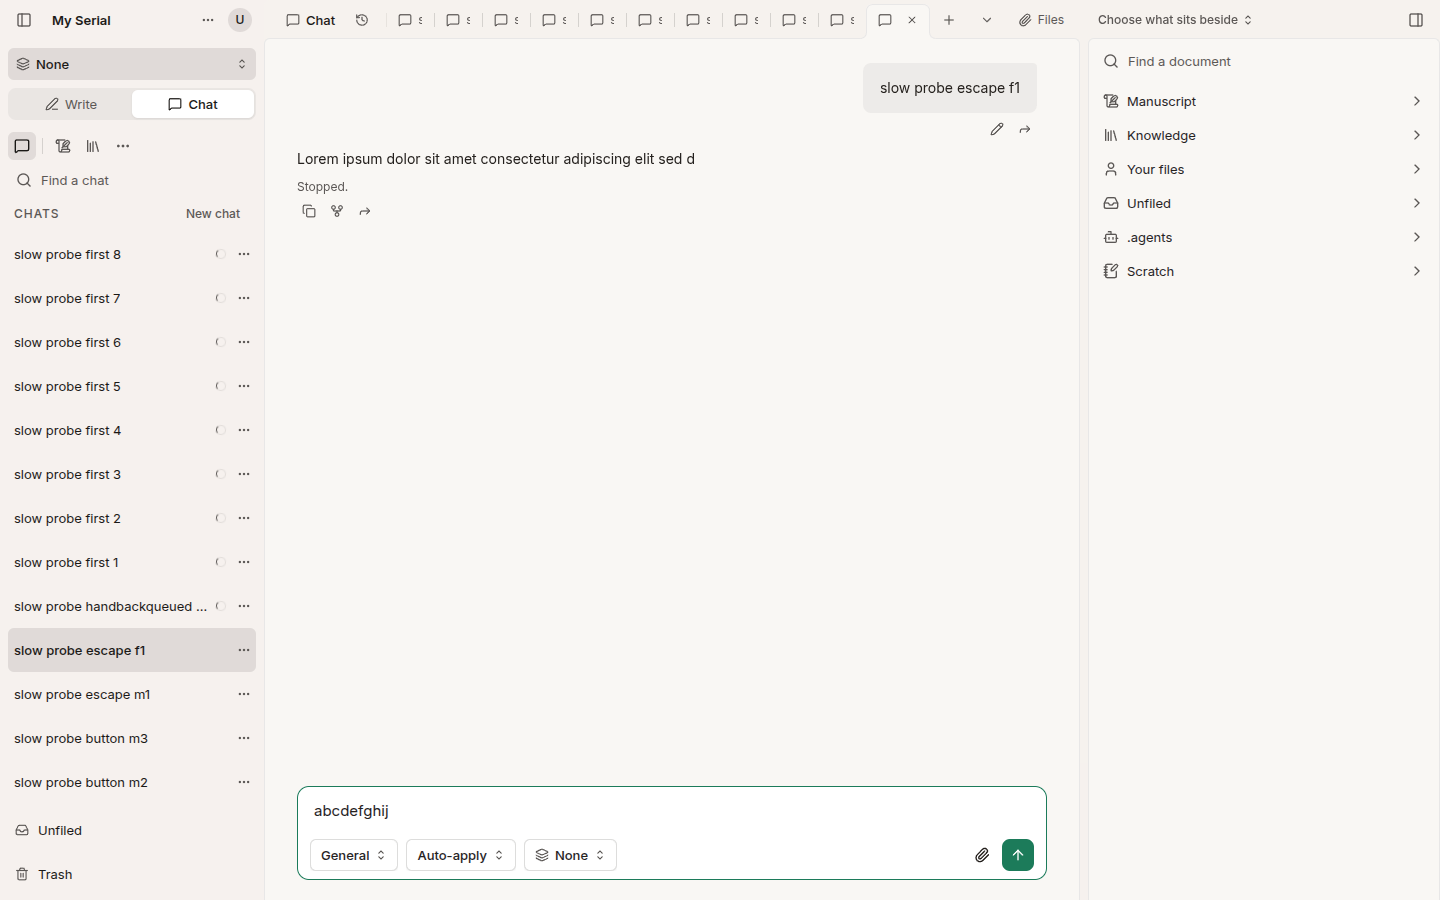 My Serial
U
None
Write
Chat
Find a chat
CHATS
New chat
slow probe first 8
slow probe first 7
slow probe first 6
slow probe first 5
slow probe first 4
slow probe first 3
slow probe first 2
slow probe first 1
slow probe handbackqueued ...
slow probe escape f1
slow probe escape m1
slow probe button m3
slow probe button m2
Unfiled
Trash
Chat
Files
slow probe escape f1
Lorem ipsum dolor sit amet consectetur adipiscing elit sed d
Stopped.
abcdefghij
General
Auto-apply
None
Choose what sits beside
Find a document
Manuscript
Knowledge
Your files
Unfiled
.agents
Scratch